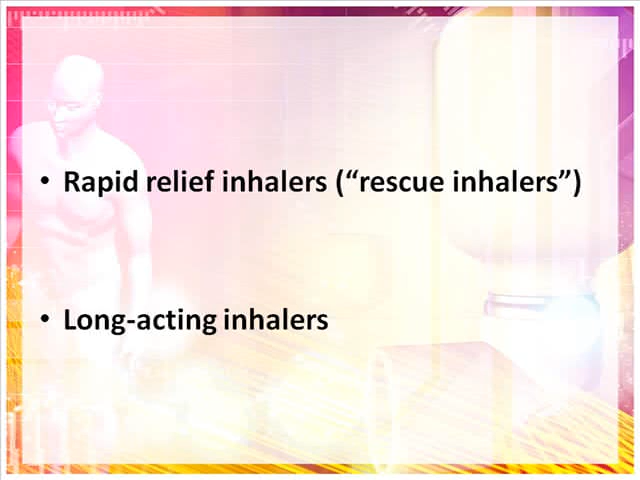 • Rapid relief inhalers (“rescue inhalers”)
• Long-acting inhalers